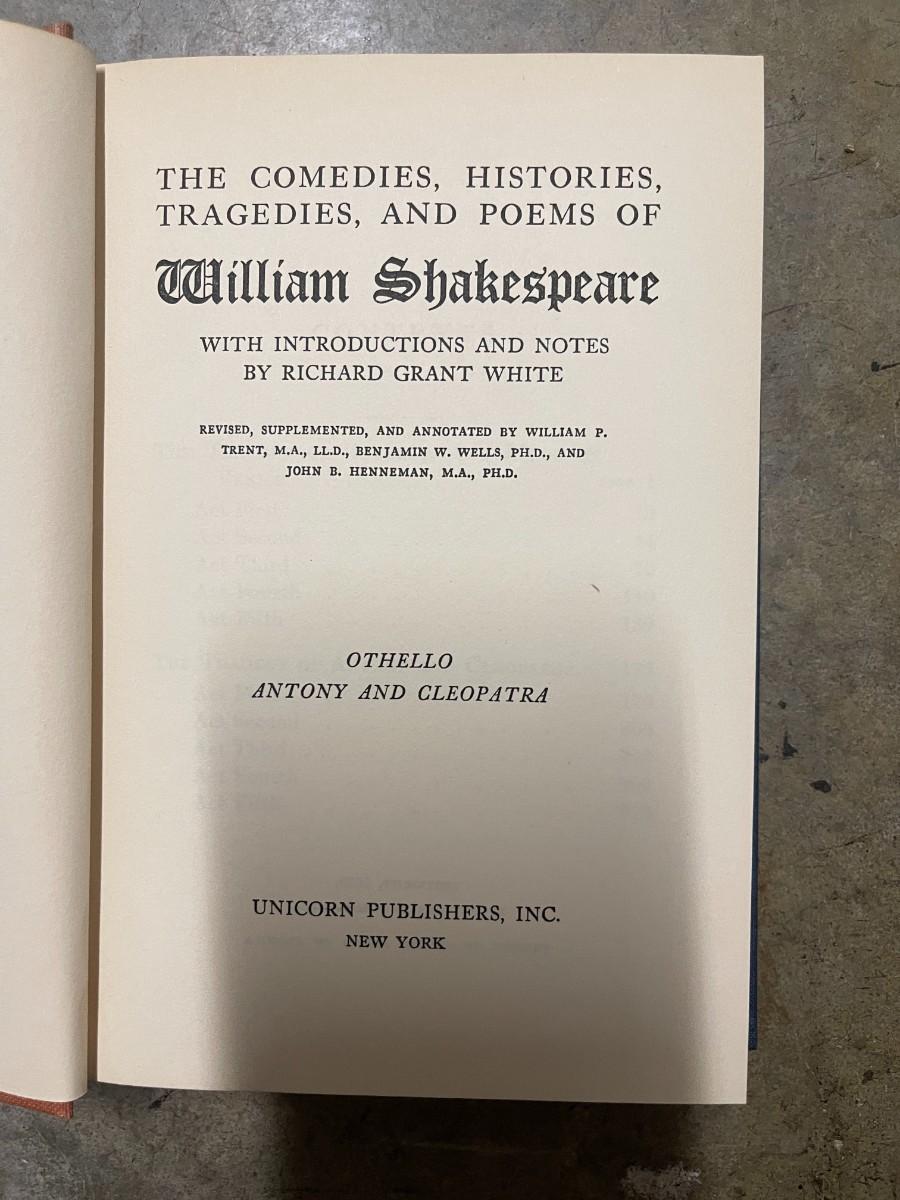 THE COMEDIES, HISTORIES,
TRAGEDIES, AND POEMS OF
William Shakespeare
WITH INTRODUCTIONS AND NOTES
BY RICHARD GRANT WHITE
REVISED, SUPPLEMENTED, AND ANNOTATED BY WILLIAM P.
TRENT, M.A., LL.D., BENJAMIN W. WELLS, PH.D., AND
JOHN B. HENNEMAN, M.A., PH.D.
OTHELLO
ANTONY AND CLEOPATRA
UNICORN PUBLISHERS, INC.
NEW YORK